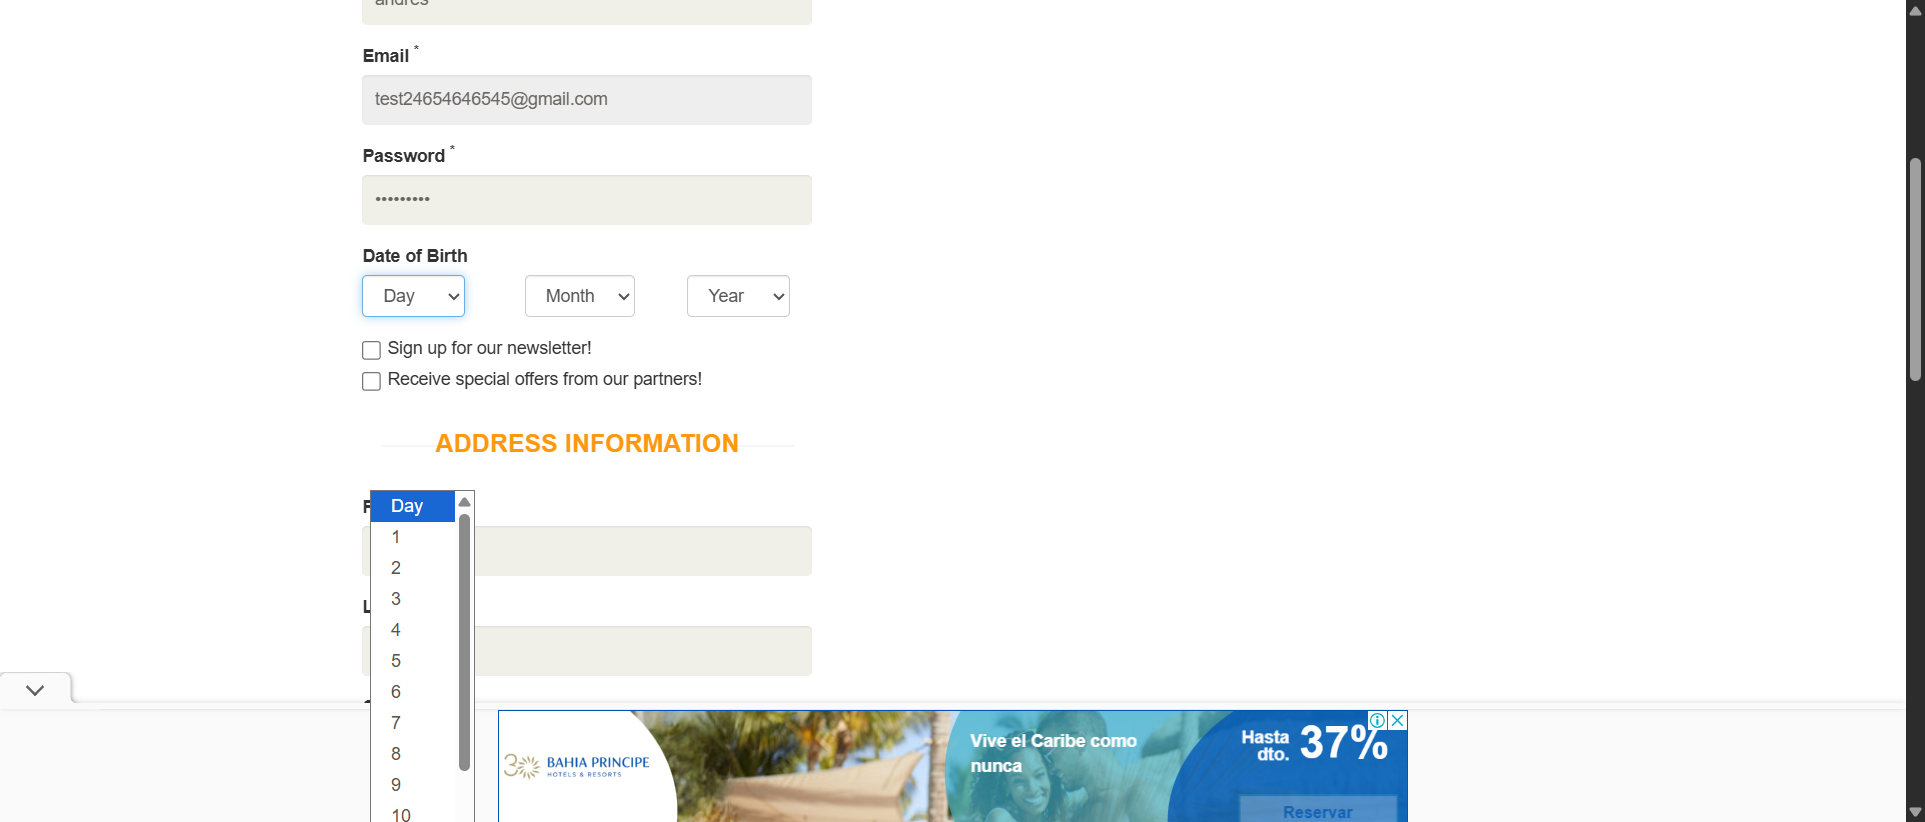 andres
Email *
test24654646545@gmail.com
Password *
•••••••••
Date of Birth
Day Month Year
Sign up for our newsletter!
Receive special offers from our partners!
ADDRESS INFORMATION
Day
1
2
3
4
5
6
7
8
9
10
30 BAHIA PRINCIPE
HOTELS & RESORTS
Vive el Caribe como
nunca
Hasta
dto. 37%
Reservar